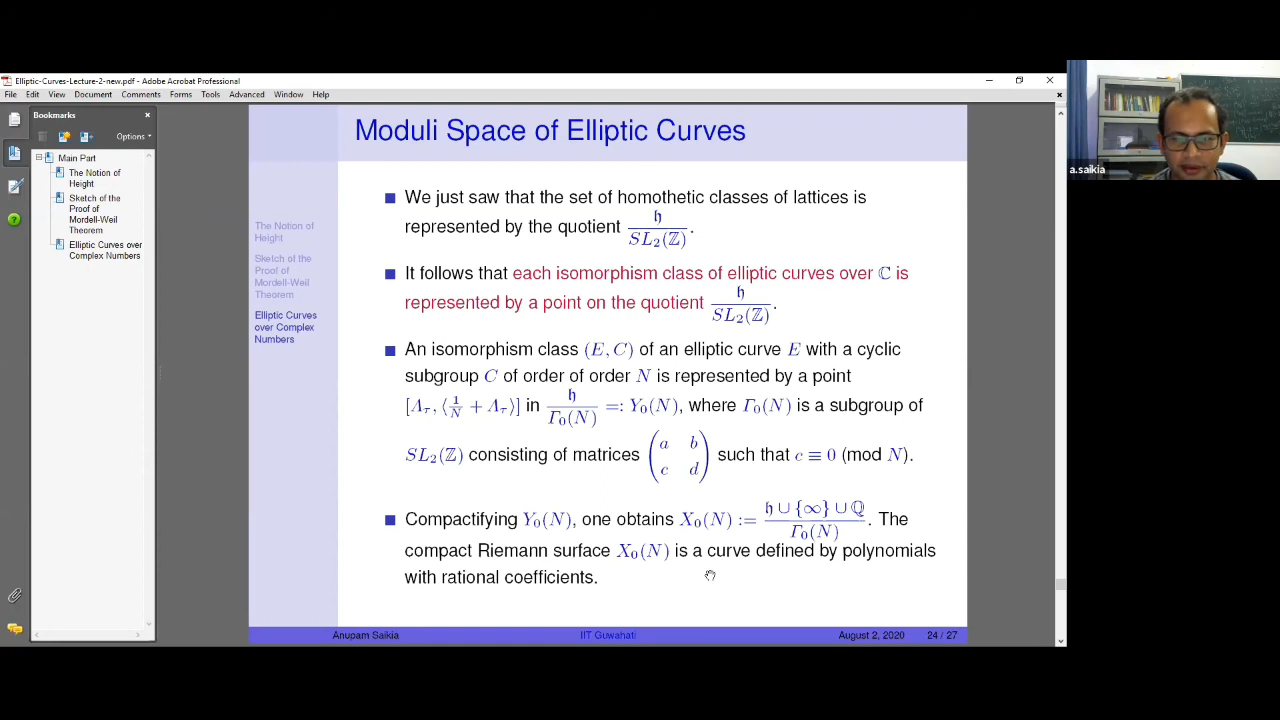 Elliptic-Curves-Lecture-2-new.pdf - Adobe Acrobat Professional
File Edit View Document Comments Forms Tools Advanced Window Help
Bookmarks
Options
Main Part
The Notion of
Height
Sketch of the
Proof of
Mordell-Weil
Theorem
Elliptic Curves over
Complex Numbers
The Notion of
Height
Sketch of the
Proof of
Mordell-Weil
Theorem
Elliptic Curves
over Complex
Numbers
Moduli Space of Elliptic Curves
We just saw that the set of homothetic classes of lattices is
represented by the quotient 𝔥/SL₂(ℤ).
It follows that each isomorphism class of elliptic curves over ℂ is
represented by a point on the quotient 𝔥/SL₂(ℤ).
An isomorphism class (E, C) of an elliptic curve E with a cyclic
subgroup C of order of order N is represented by a point
[Λ_τ, ⟨1/N + Λ_τ⟩] in 𝔥/Γ₀(N) =: Y₀(N), where Γ₀(N) is a subgroup of
SL₂(ℤ) consisting of matrices (a b; c d) such that c ≡ 0 (mod N).
Compactifying Y₀(N), one obtains X₀(N) := 𝔥 ∪ {∞} ∪ ℚ/Γ₀(N). The
compact Riemann surface X₀(N) is a curve defined by polynomials
with rational coefficients.
Anupam Saikia IIT Guwahati August 2, 2020 24 / 27
a.saikia